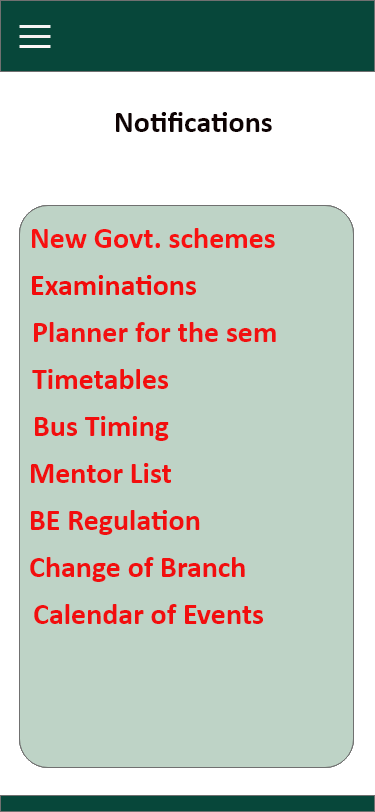 Notifications
New Govt. schemes
Examinations
Planner for the sem
Timetables
Bus Timing
Mentor List
BE Regulation
Change of Branch
Calendar of Events